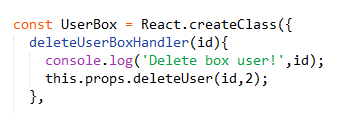 const UserBox = React.createClass({
  deleteUserBoxHandler(id){
    console.log('Delete box user!',id);
    this.props.deleteUser(id,2);
  },